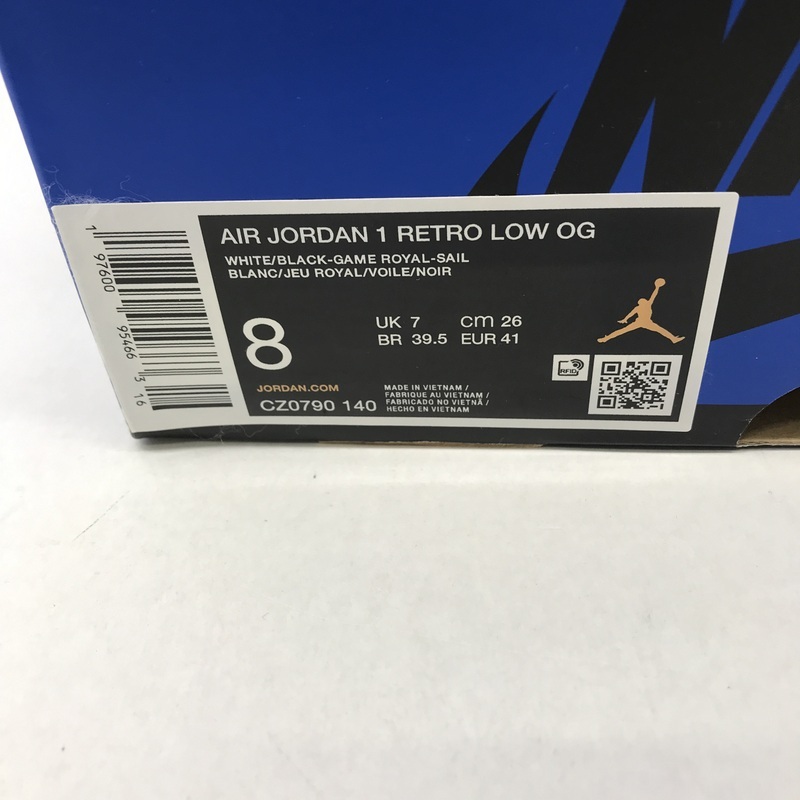 AIR JORDAN 1 RETRO LOW OG
WHITE/BLACK-GAME ROYAL-SAIL
BLANC/JEU ROYAL/VOILE/NOIR
8
UK 7 cm 26
BR 39.5 EUR 41
RFID
JORDAN.COM
CZ0790 140
MADE IN VIETNAM /
FABRIQUE AU VIETNAM /
FABRICADO NO VIETNÃ /
HECHO EN VIETNAM
1 97600 95466 3 16